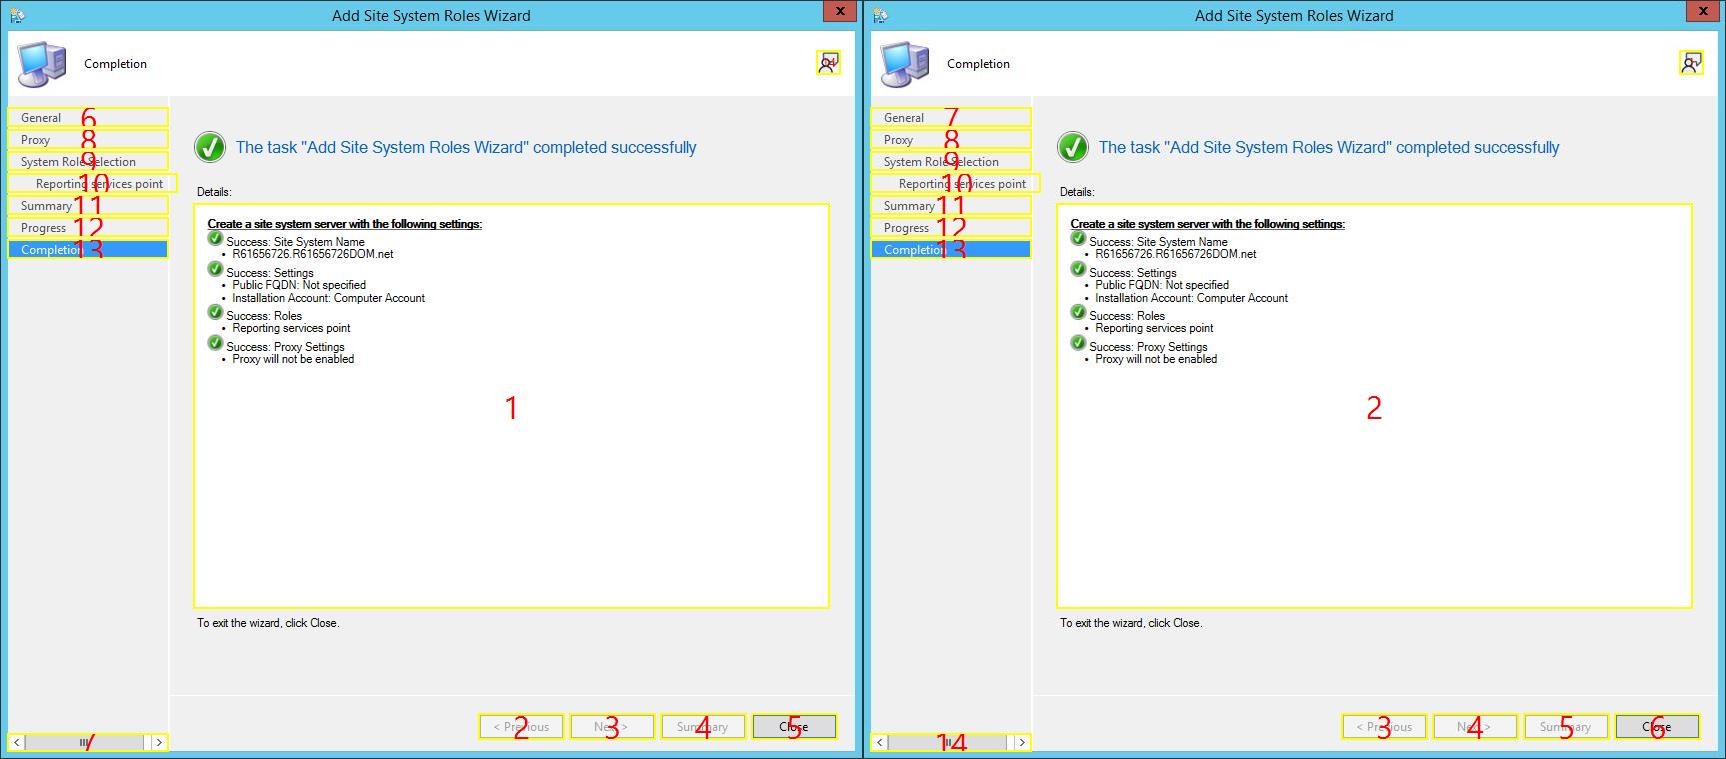 Add Site System Roles Wizard
x
Completion
14
General 6
Proxy 8
System Role Selection 9
Reporting services point 10
Summary 11
Progress 12
Completion 13
The task "Add Site System Roles Wizard" completed successfully
Details:
Create a site system server with the following settings:
Success: Site System Name
• R61656726.R61656726DOM.net
Success: Settings
• Public FQDN: Not specified
• Installation Account: Computer Account
Success: Roles
• Reporting services point
Success: Proxy Settings
• Proxy will not be enabled
1
To exit the wizard, click Close.
< Previous 2
Next > 3
Summary 4
Close 5
< 7 >
Add Site System Roles Wizard
x
Completion
1
General 7
Proxy 8
System Role Selection 9
Reporting services point 10
Summary 11
Progress 12
Completion 13
The task "Add Site System Roles Wizard" completed successfully
Details:
Create a site system server with the following settings:
Success: Site System Name
• R61656726.R61656726DOM.net
Success: Settings
• Public FQDN: Not specified
• Installation Account: Computer Account
Success: Roles
• Reporting services point
Success: Proxy Settings
• Proxy will not be enabled
2
To exit the wizard, click Close.
< Previous 3
Next > 4
Summary 5
Close 6
< 14 >